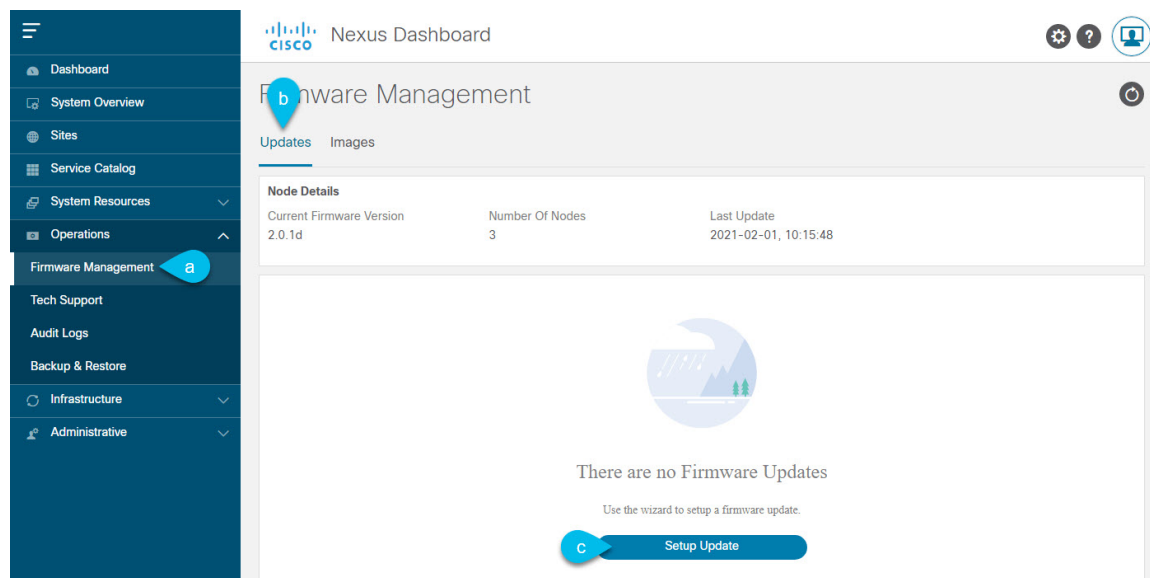 CISCO Nexus Dashboard
?
Dashboard
System Overview
Sites
Service Catalog
System Resources
Operations
Firmware Management
a
Tech Support
Audit Logs
Backup & Restore
Infrastructure
Administrative
Firmware Management
b
Updates Images
Node Details
Current Firmware Version Number Of Nodes Last Update
2.0.1d 3 2021-02-01, 10:15:48
There are no Firmware Updates
Use the wizard to setup a firmware update.
c
Setup Update